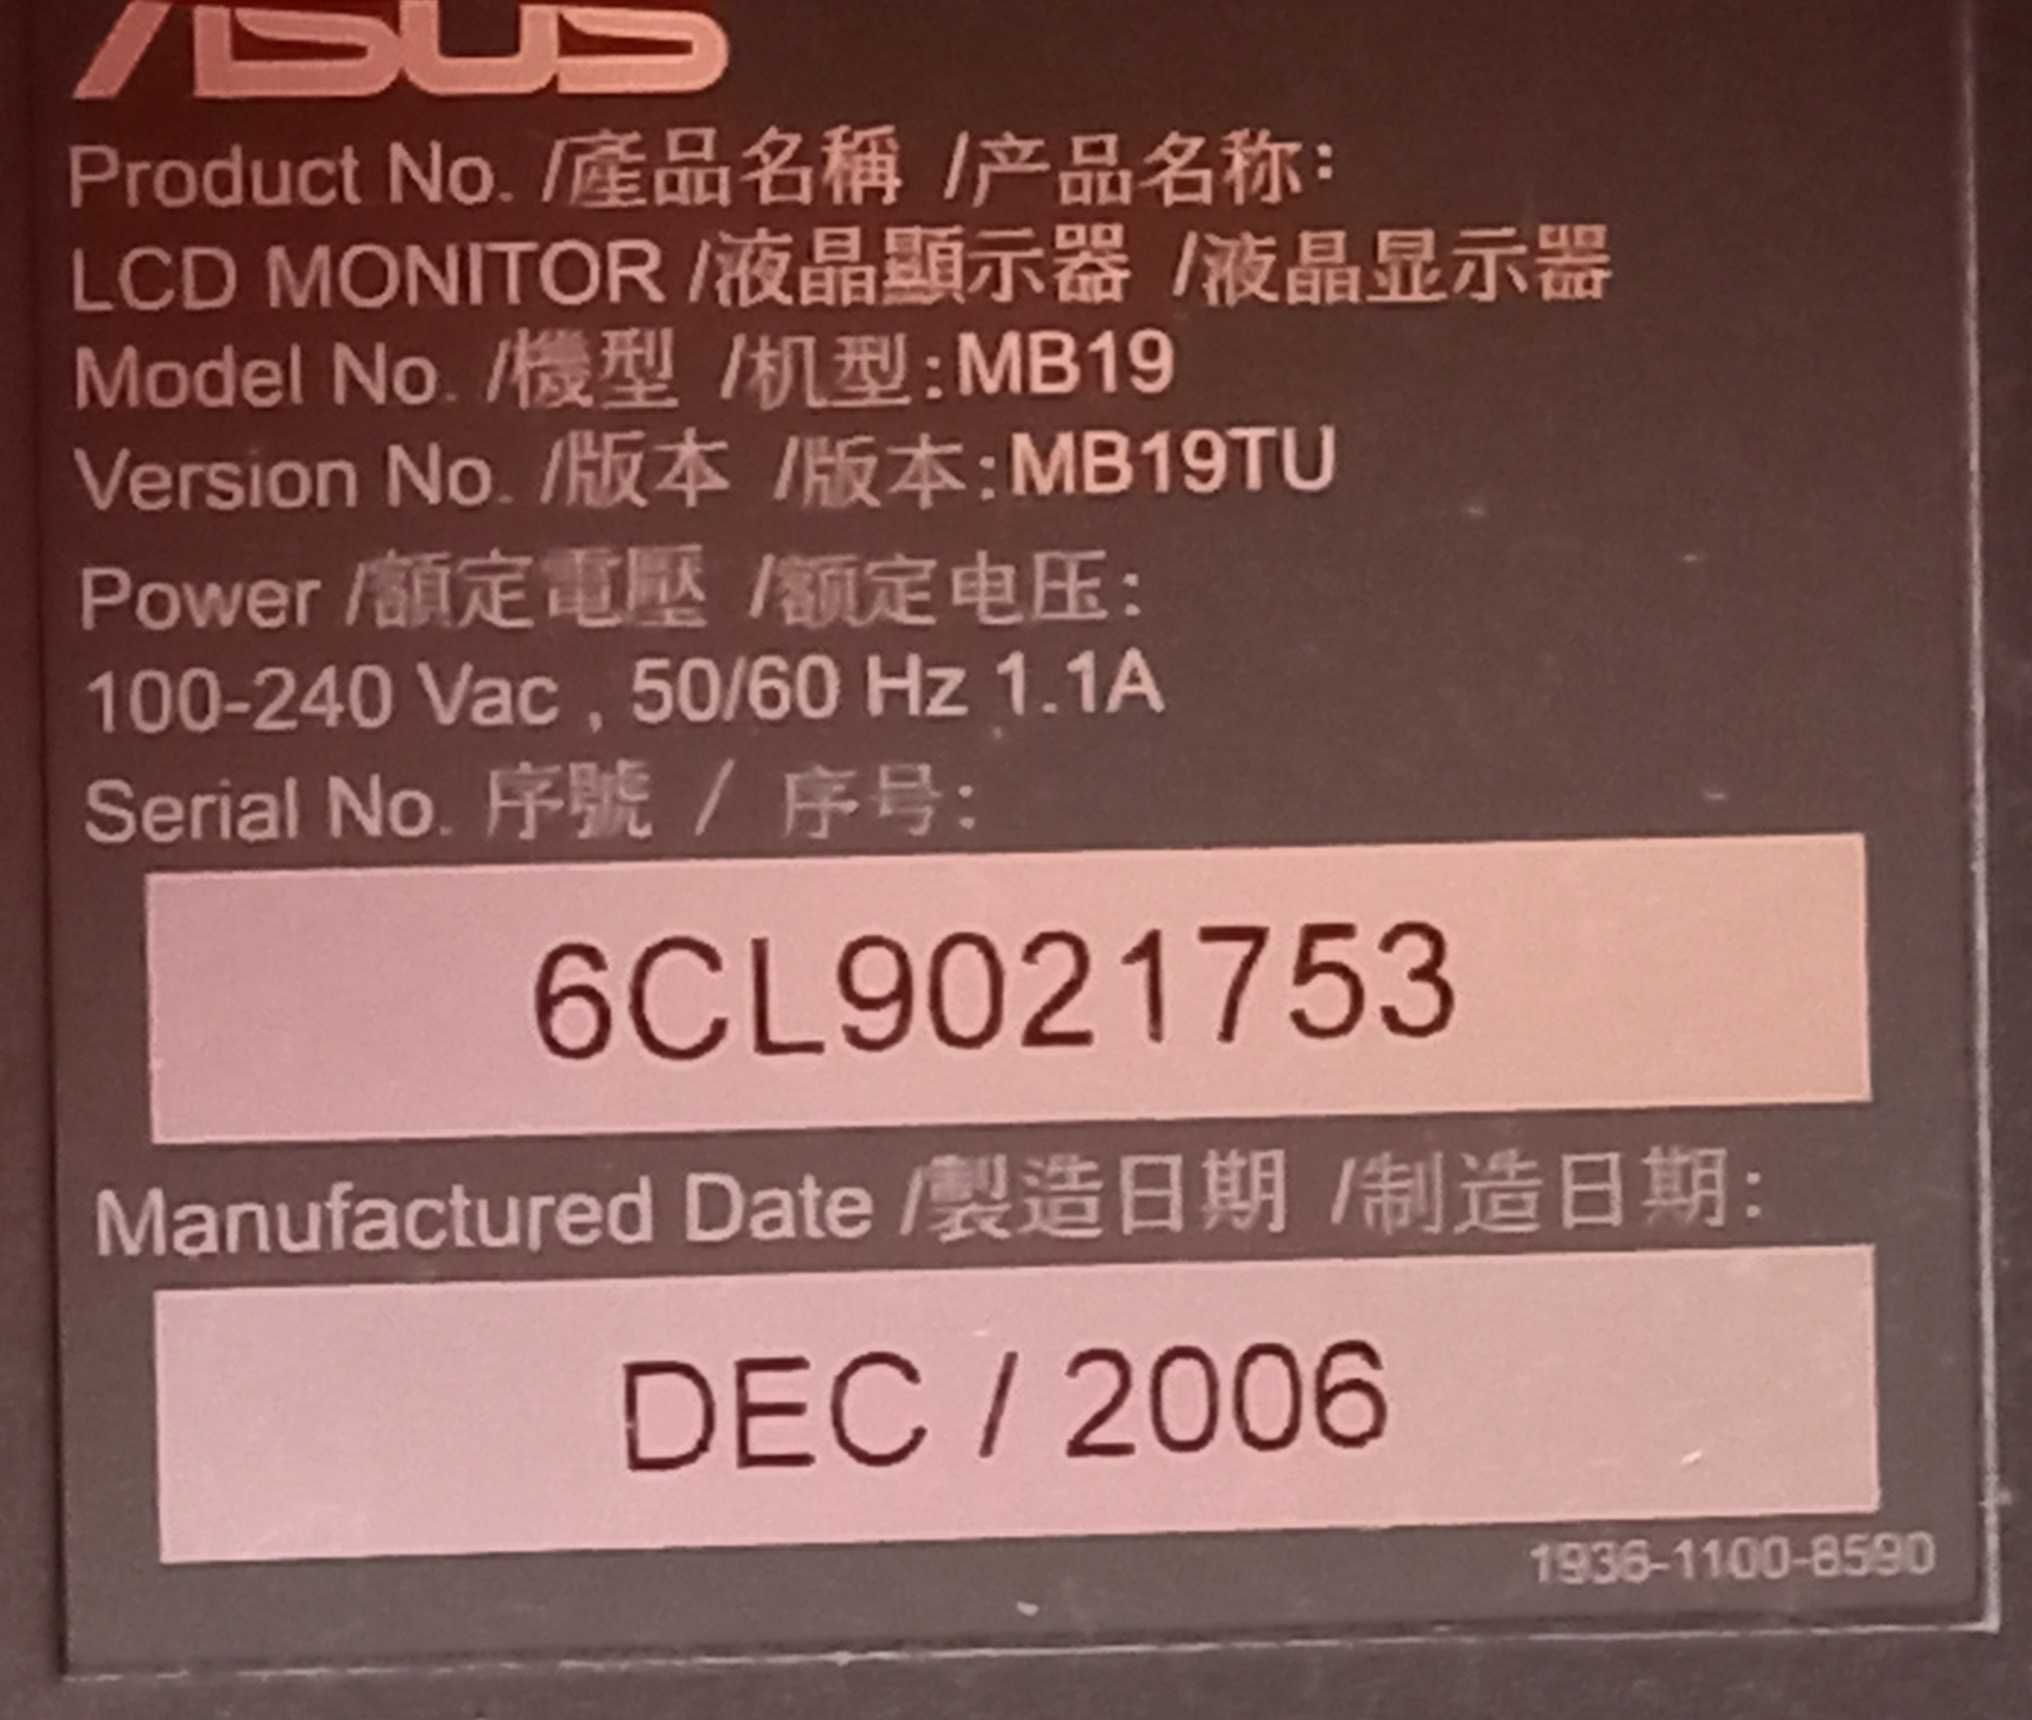 ASUS
Product No. /產品名稱 /产品名称:
LCD MONITOR /液晶顯示器 /液晶显示器
Model No. /機型 /机型:MB19
Version No. /版本 /版本:MB19TU
Power /額定電壓 /额定电压:
100-240 Vac , 50/60 Hz 1.1A
Serial No. 序號 / 序号:
6CL9021753
Manufactured Date /製造日期 /制造日期:
DEC / 2006